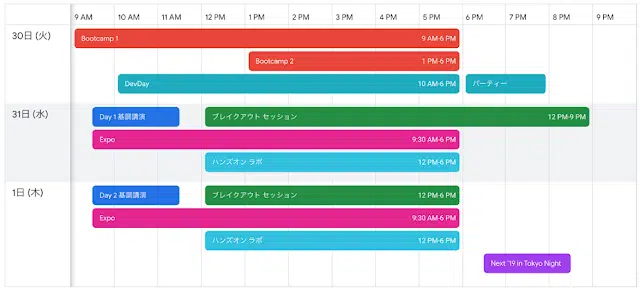 9 AM 10 AM 11 AM 12 PM 1 PM 2 PM 3 PM 4 PM 5 PM 6 PM 7 PM 8 PM 9 PM
30日 (火)
Bootcamp 1 9 AM-6 PM
Bootcamp 2 1 PM-6 PM
DevDay 10 AM-6 PM パーティー
31日 (水)
Day 1 基調講演 ブレイクアウト セッション 12 PM-9 PM
Expo 9:30 AM-6 PM
ハンズオン ラボ 12 PM-6 PM
1日 (木)
Day 2 基調講演 ブレイクアウト セッション 12 PM-6 PM
Expo 9:30 AM-6 PM
ハンズオン ラボ 12 PM-6 PM
Next '19 in Tokyo Night